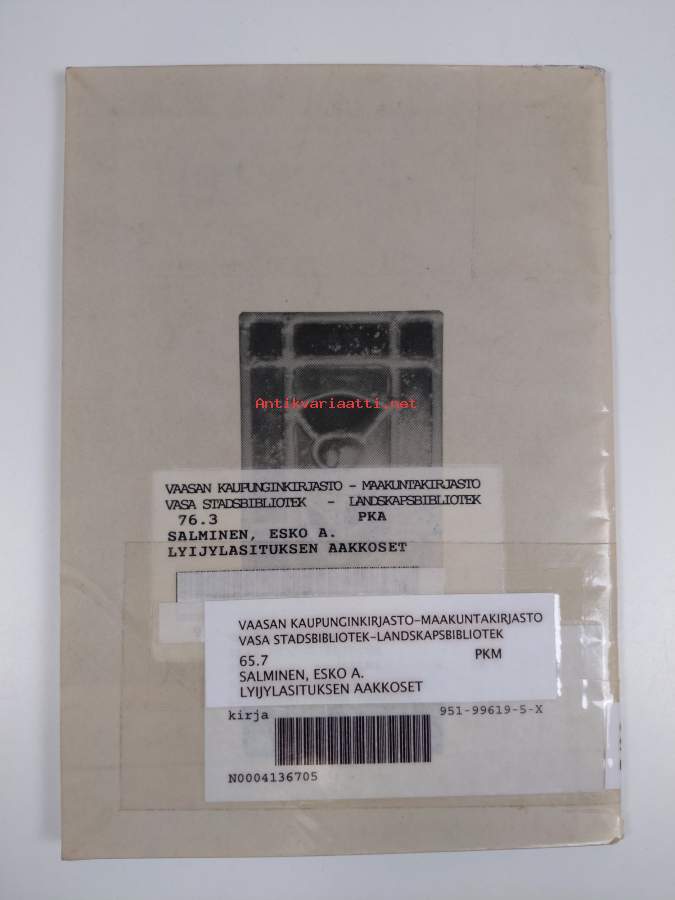 Antikvariaatti.net
VAASAN KAUPUNGINKIRJASTO - MAAKUNTAKIRJASTO
VASA STADSBIBLIOTEK - LANDSKAPSBIBLIOTEK
76.3 PKA
SALMINEN, ESKO A.
LYIJYLASITUKSEN AAKKOSET
VAASAN KAUPUNGINKIRJASTO-MAAKUNTAKIRJASTO
VASA STADSBIBLIOTEK-LANDSKAPSBIBLIOTEK
65.7 PKM
SALMINEN, ESKO A.
LYIJYLASITUKSEN AAKKOSET
kirja 951-99619-5-X
N0004136705